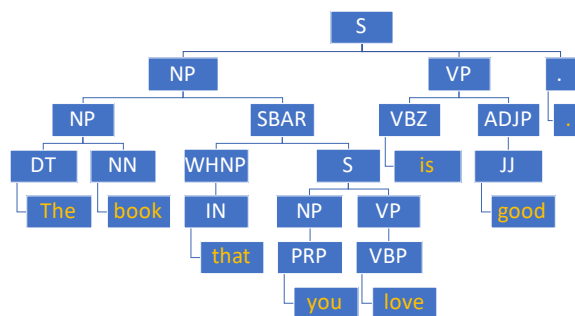 S
NP VP .
NP SBAR VBZ ADJP .
DT NN WHNP S is JJ
The book IN NP VP good
that PRP VBP
you love